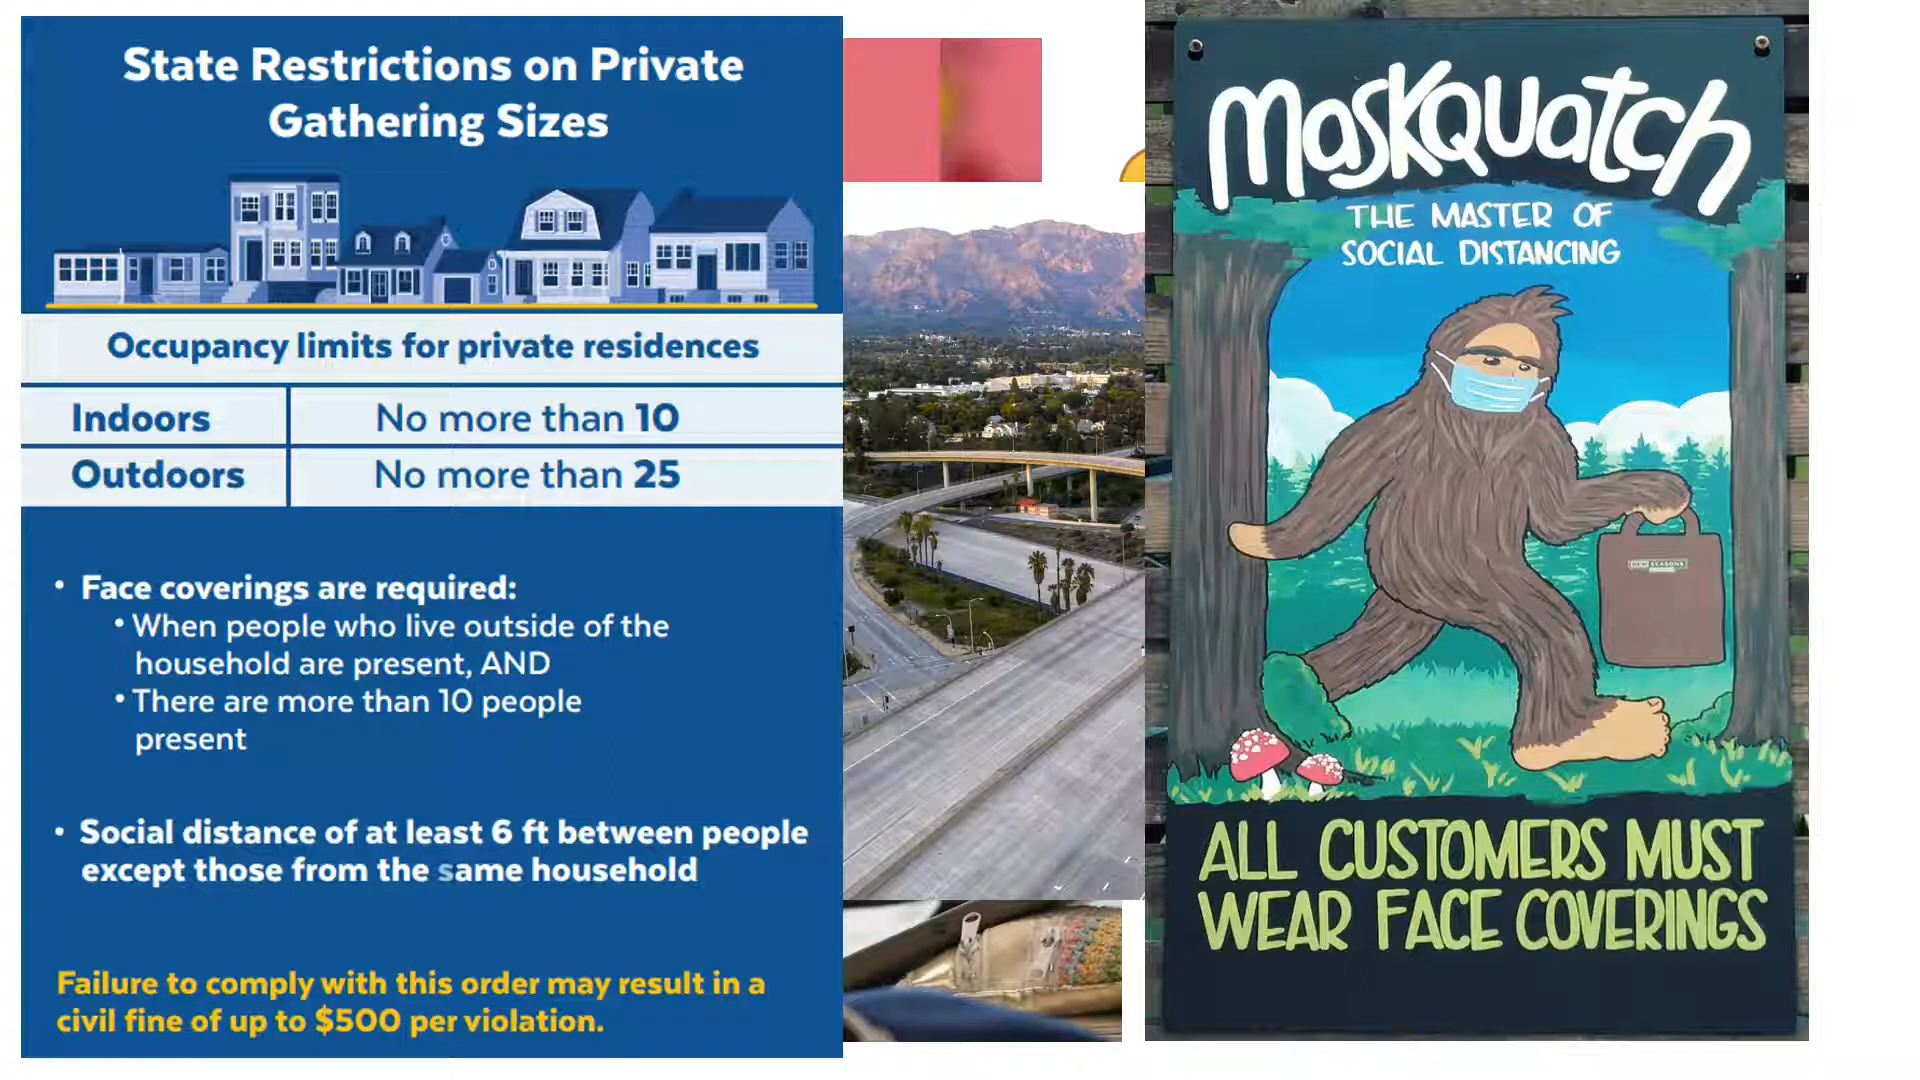 State Restrictions on Private
Gathering Sizes
Occupancy limits for private residences
Indoors No more than 10
Outdoors No more than 25
• Face coverings are required:
• When people who live outside of the
household are present, AND
• There are more than 10 people
present
• Social distance of at least 6 ft between people
except those from the same household
Failure to comply with this order may result in a
civil fine of up to $500 per violation.
Maskquatch
THE MASTER OF
SOCIAL DISTANCING
NEW SEASONS
ALL CUSTOMERS MUST
WEAR FACE COVERINGS